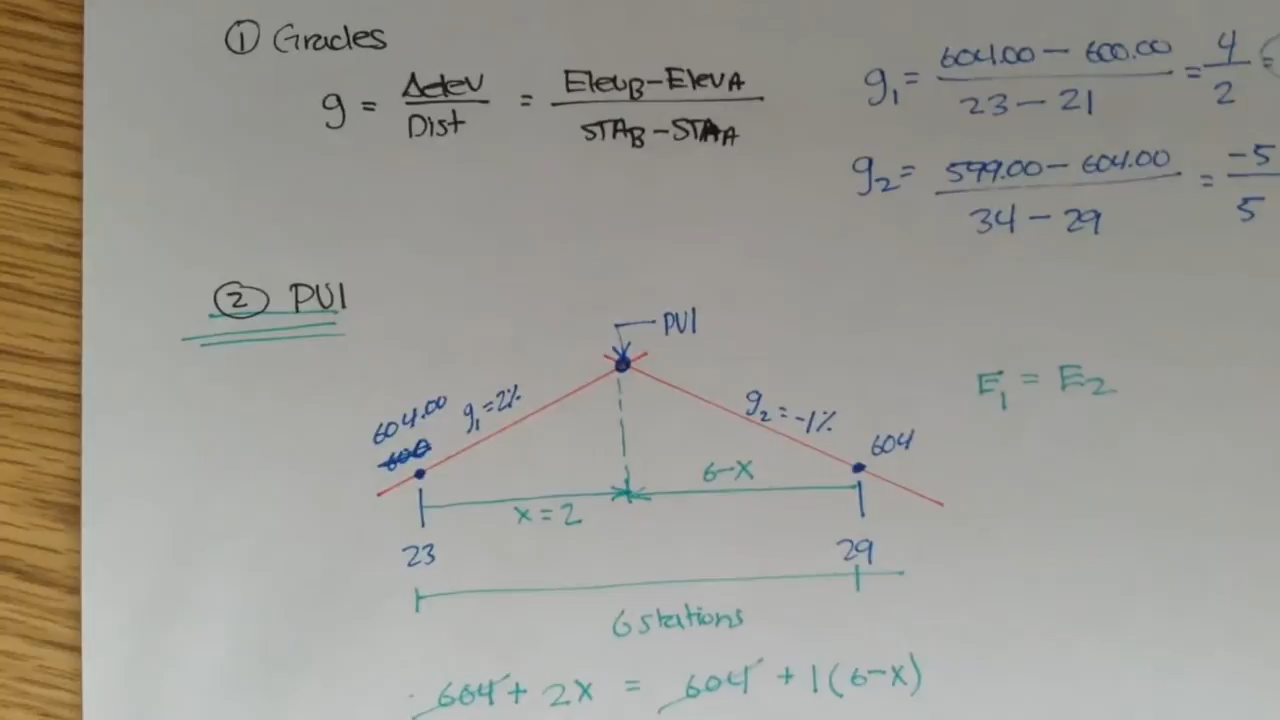 ① Grades
g = Δelev / Dist = ElevB - ElevA / STAB - STAA
g1 = 604.00 - 600.00 / 23 - 21 = 4 / 2 =
g2 = 599.00 - 604.00 / 34 - 29 = -5 / 5
② PVI
PVI
E1 = E2
604.00
600
g1 = 2%
g2 = -1%
604
6-X
X = 2
23
29
6 stations
604 + 2X = 604 + 1(6-X)